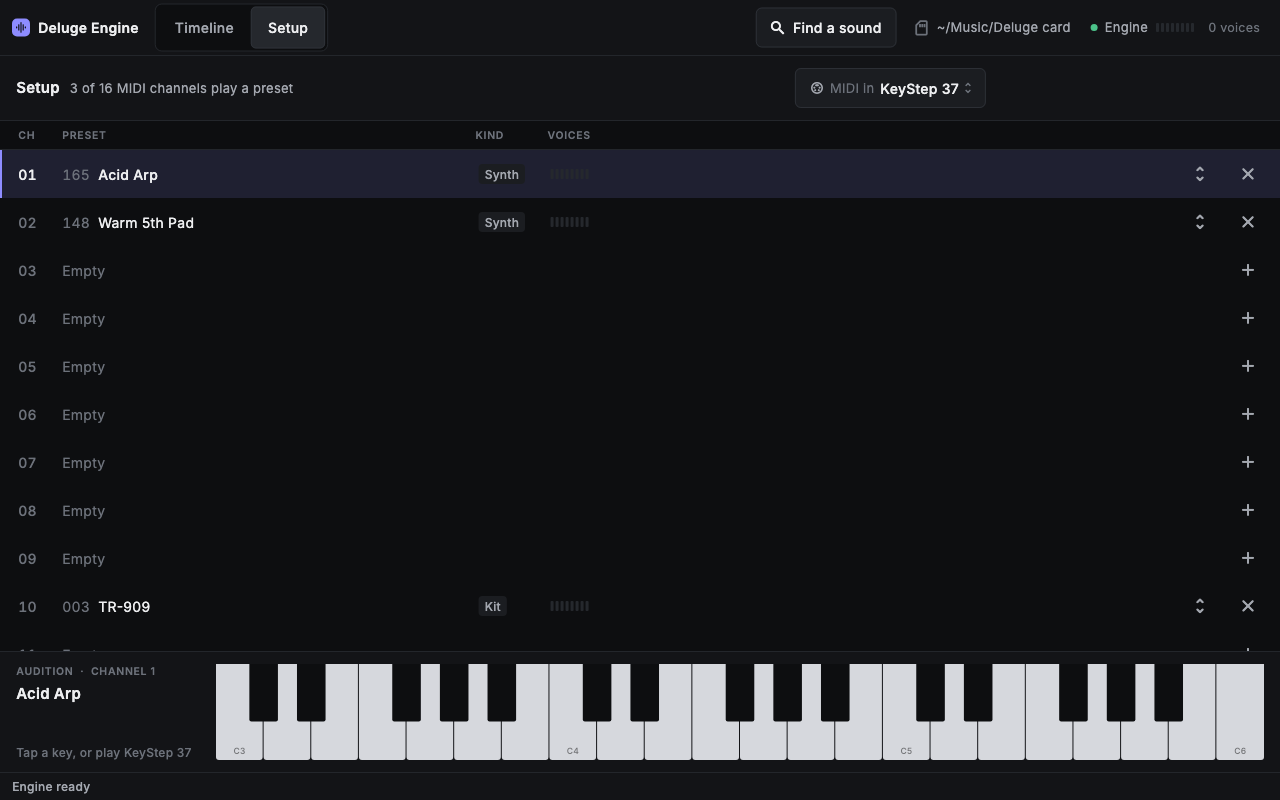 Deluge Engine Timeline Setup Find a sound ~/Music/Deluge card Engine 0 voices
Setup 3 of 16 MIDI channels play a preset MIDI In KeyStep 37
CH PRESET KIND VOICES
01 165 Acid Arp Synth
02 148 Warm 5th Pad Synth
03 Empty
04 Empty
05 Empty
06 Empty
07 Empty
08 Empty
09 Empty
10 003 TR-909 Kit
AUDITION · CHANNEL 1
Acid Arp
Tap a key, or play KeyStep 37
C3 C4 C5 C6
Engine ready